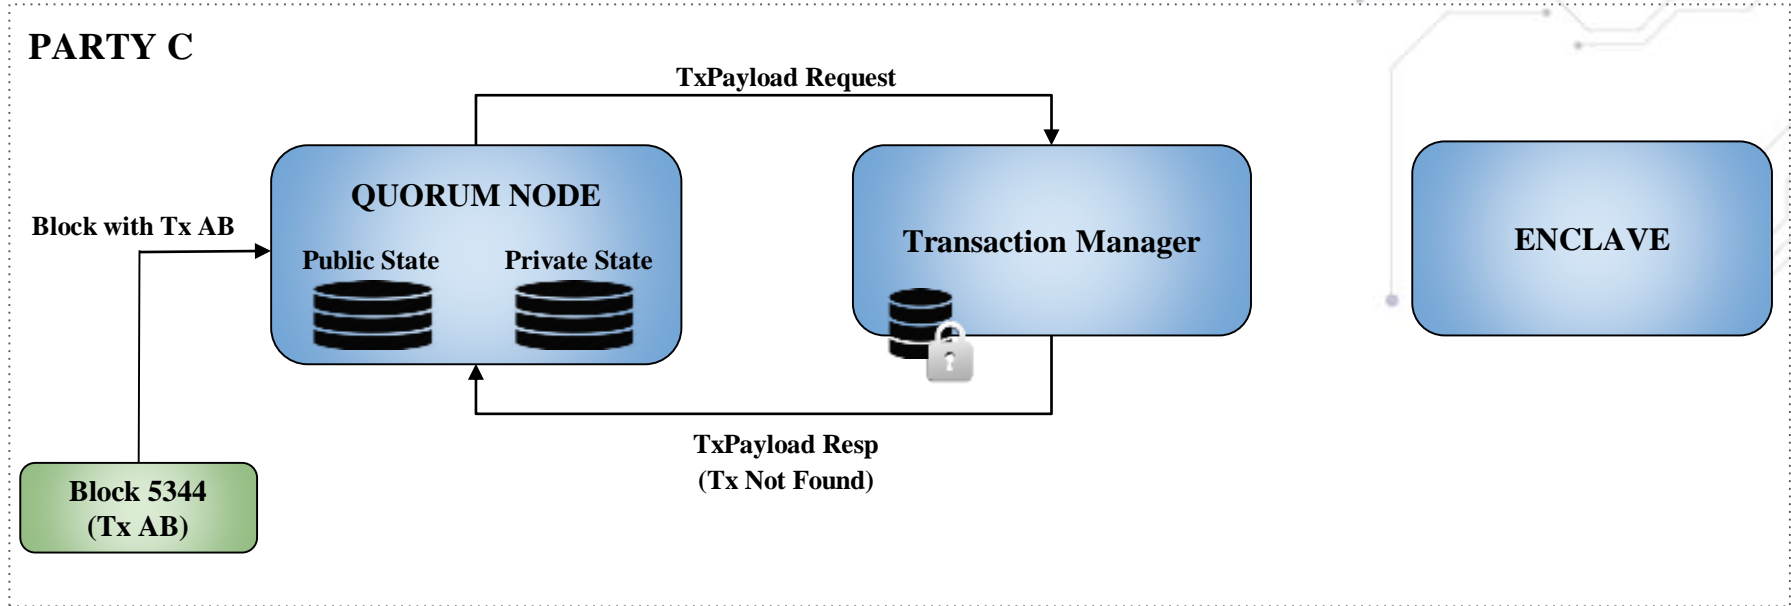 PARTY C
TxPayload Request
QUORUM NODE
Block with Tx AB
Public State
Private State
Transaction Manager
ENCLAVE
TxPayload Resp
(Tx Not Found)
Block 5344
(Tx AB)